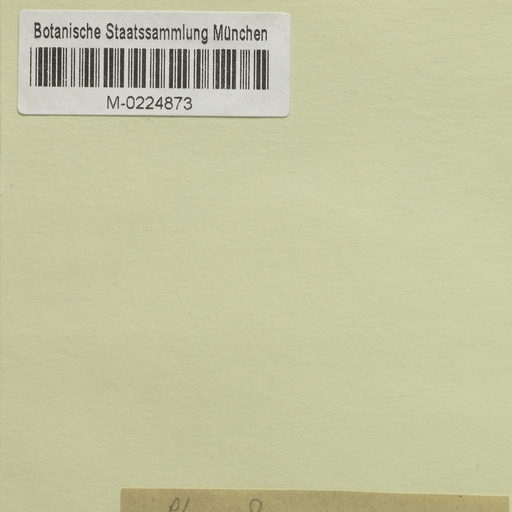 Botanische Staatssammlung München
M-0224873